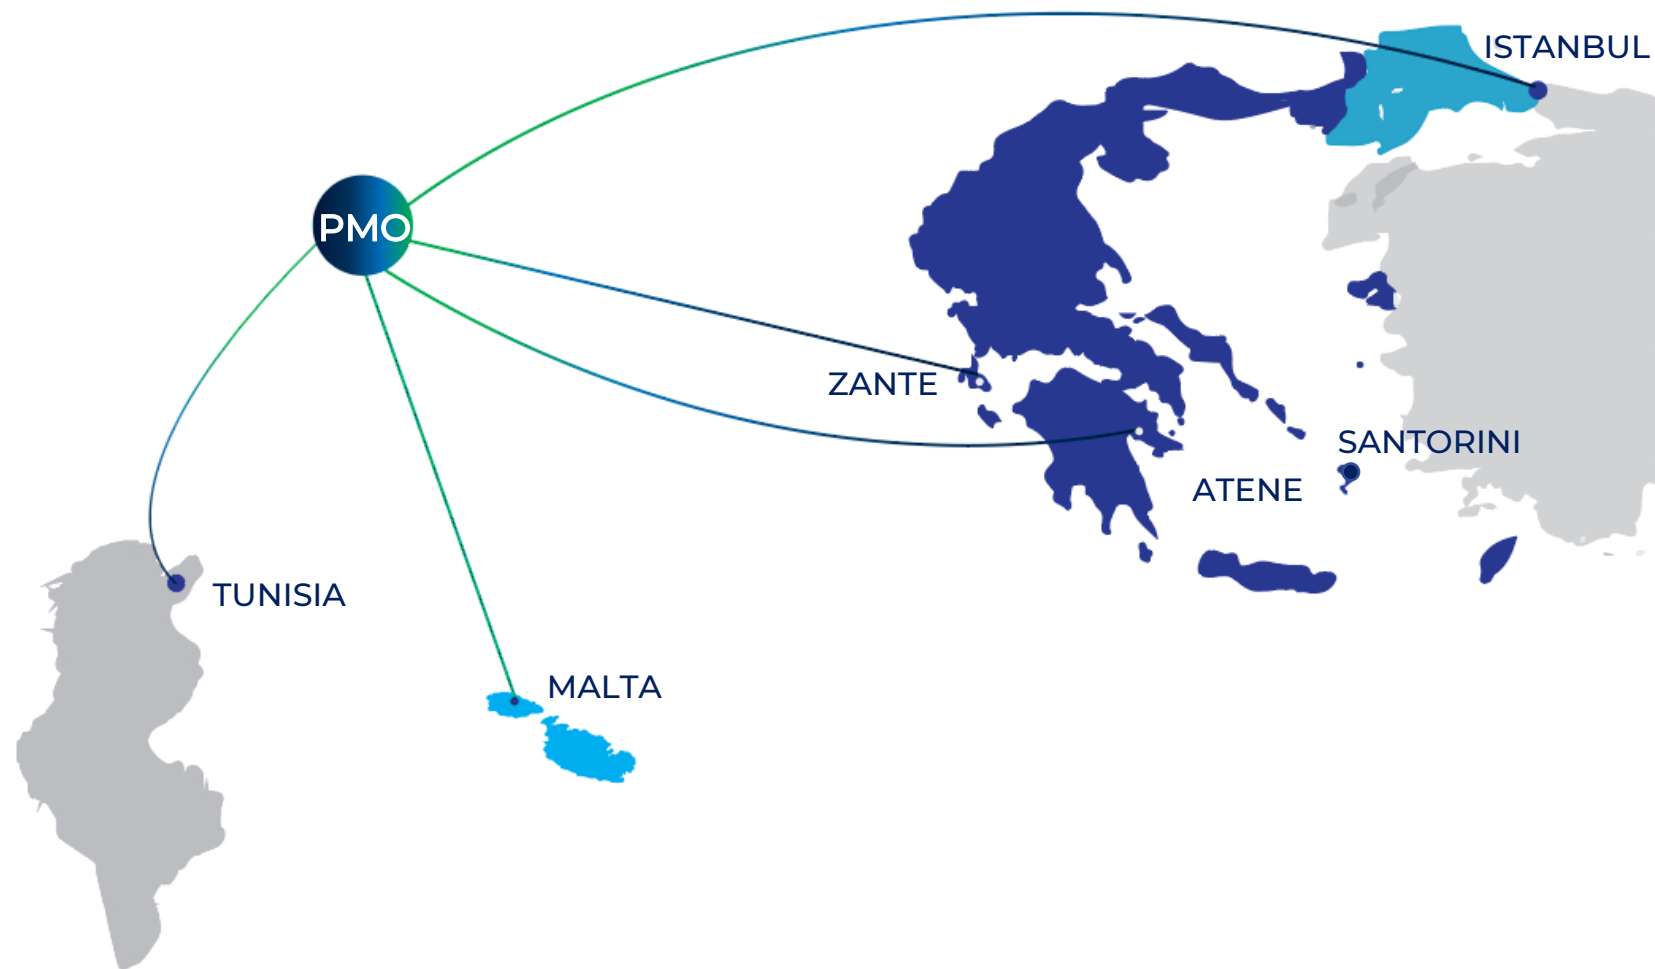 ISTANBUL
PMO
ZANTE
SANTORINI
ATENE
TUNISIA
MALTA